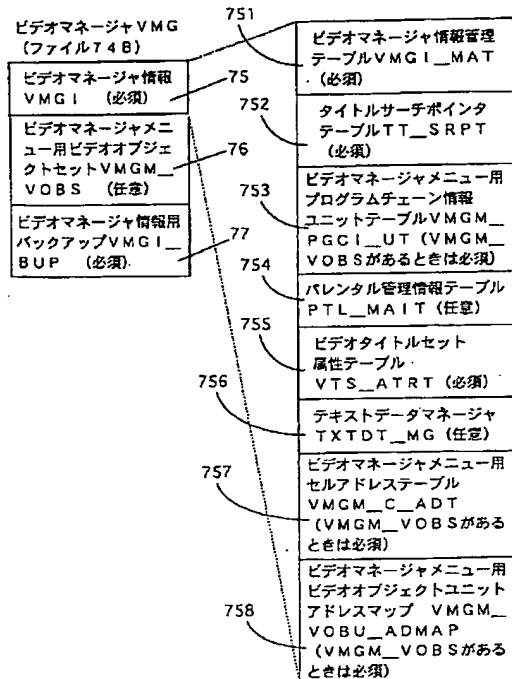 ビデオマネージャVMG
(ファイル74B)
ビデオマネージャ情報
VMGI (必須)
75
ビデオマネージャメニ
ュー用ビデオオブジェ
クトセットVMGM__
VOBS (任意)
76
ビデオマネージャ情報用
バックアップVMGI__
BUP (必須)
77
751
ビデオマネージャ情報管理
テーブルVMGI__MAT
(必須)
752
タイトルサーチポインタ
テーブルTT__SRPT
(必須)
753
ビデオマネージャメニュー用
プログラムチェーン情報
ユニットテーブルVMGM__
PGCI__UT (VMGM__
VOBSがあるときは必須)
754
パレンタル管理情報テーブル
PTL__MAIT (任意)
755
ビデオタイトルセット
属性テーブル
VTS__ATRT (必須)
756
テキストデータマネージャ
TXTDT__MG (任意)
757
ビデオマネージャメニュー用
セルアドレステーブル
VMGM__C__ADT
(VMGM__VOBSがある
ときは必須)
758
ビデオマネージャメニュー用
ビデオオブジェクトユニット
アドレスマップ VMGM__
VOBU__ADMAP
(VMGM__VOBSがある
ときは必須)